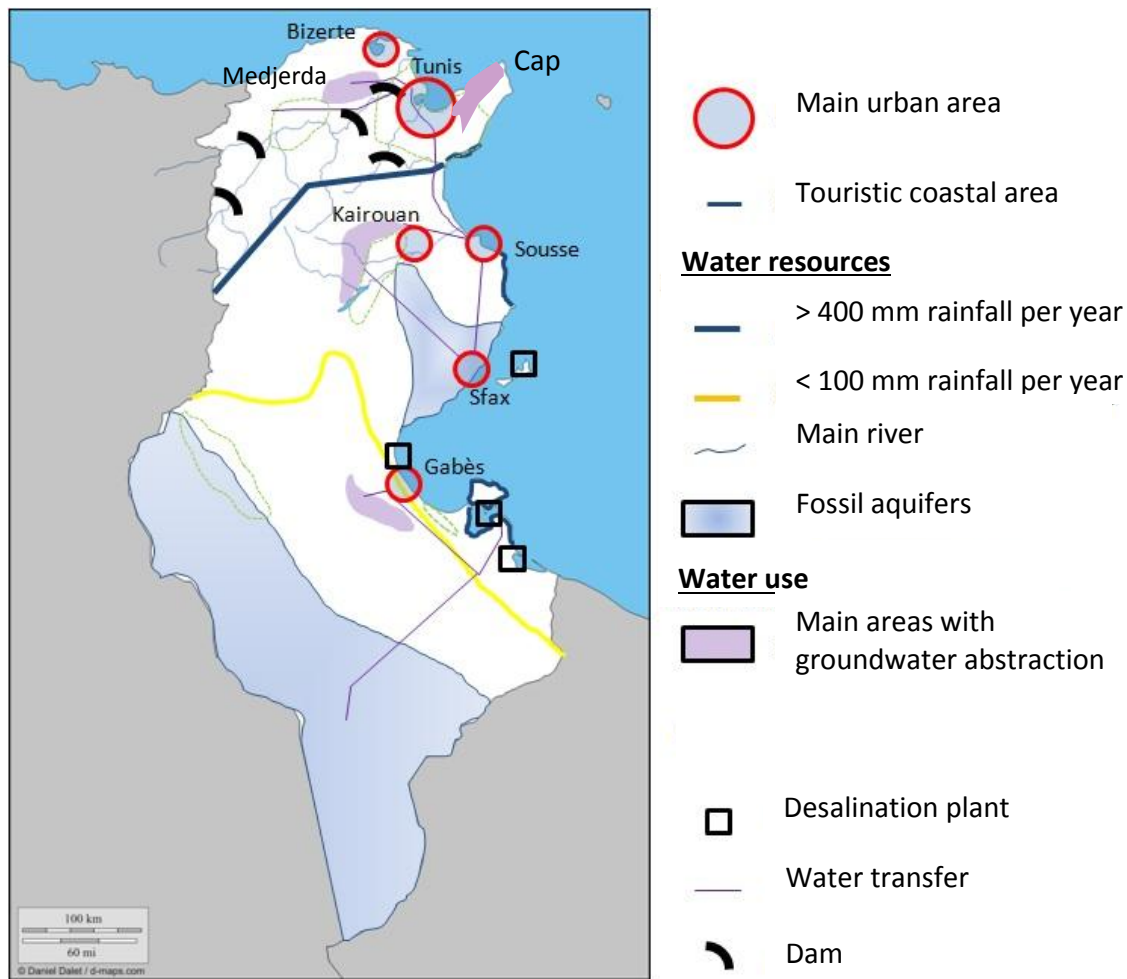 Bizerte
Tunis
Cap
Medjerda
Kairouan
Sousse
Sfax
Gabès
100 km
60 mi
© Daniel Dalet / d-maps.com
Main urban area
Touristic coastal area
Water resources
> 400 mm rainfall per year
< 100 mm rainfall per year
Main river
Fossil aquifers
Water use
Main areas with
groundwater abstraction
Desalination plant
Water transfer
Dam